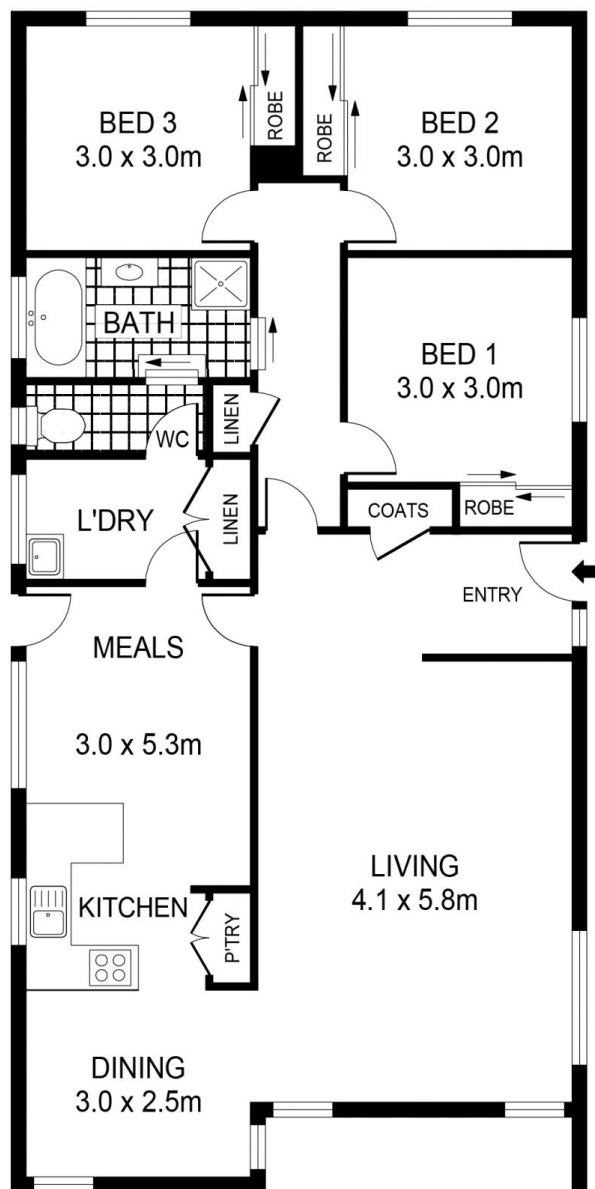 BED 3
3.0 x 3.0m
ROBE
ROBE
BED 2
3.0 x 3.0m
BATH
BED 1
3.0 x 3.0m
WC
LINEN
L'DRY
LINEN
COATS
ROBE
ENTRY
MEALS
3.0 x 5.3m
LIVING
4.1 x 5.8m
KITCHEN
P'TRY
DINING
3.0 x 2.5m